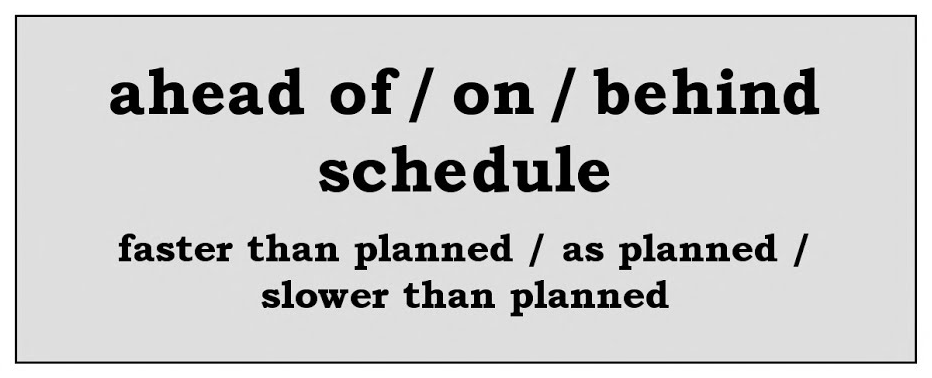 ahead of / on / behind
schedule
faster than planned / as planned /
slower than planned